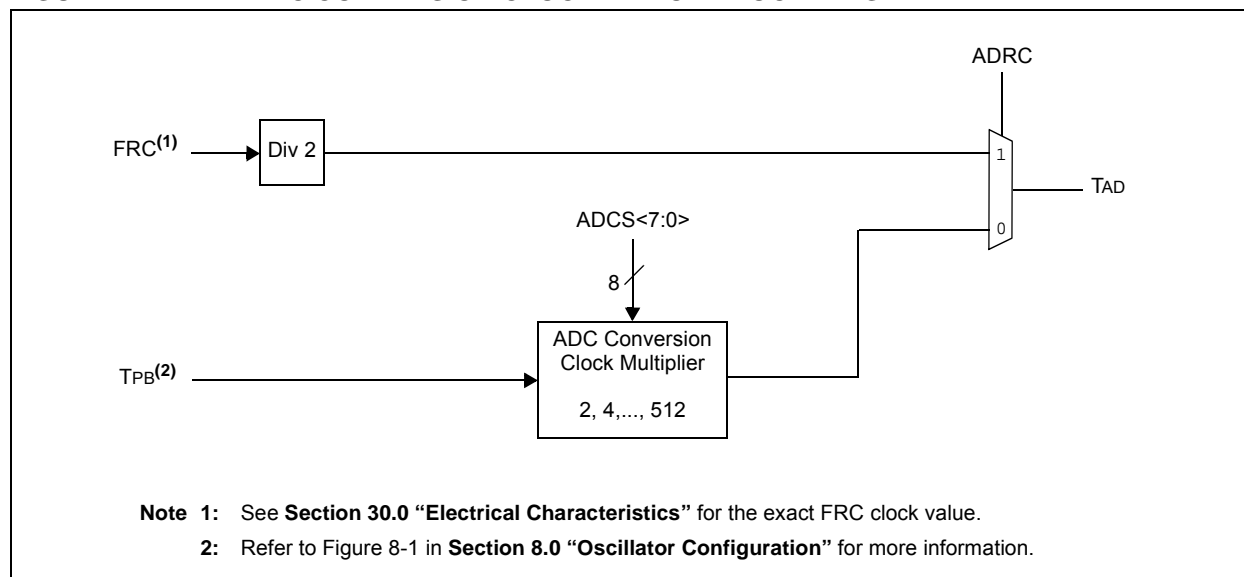 ADRC
FRC(1)
Div 2
1
TAD
ADCS<7:0>
0
8
ADC Conversion
Clock Multiplier
2, 4,..., 512
TPB(2)
Note 1: See Section 30.0 “Electrical Characteristics” for the exact FRC clock value.
2: Refer to Figure 8-1 in Section 8.0 “Oscillator Configuration” for more information.